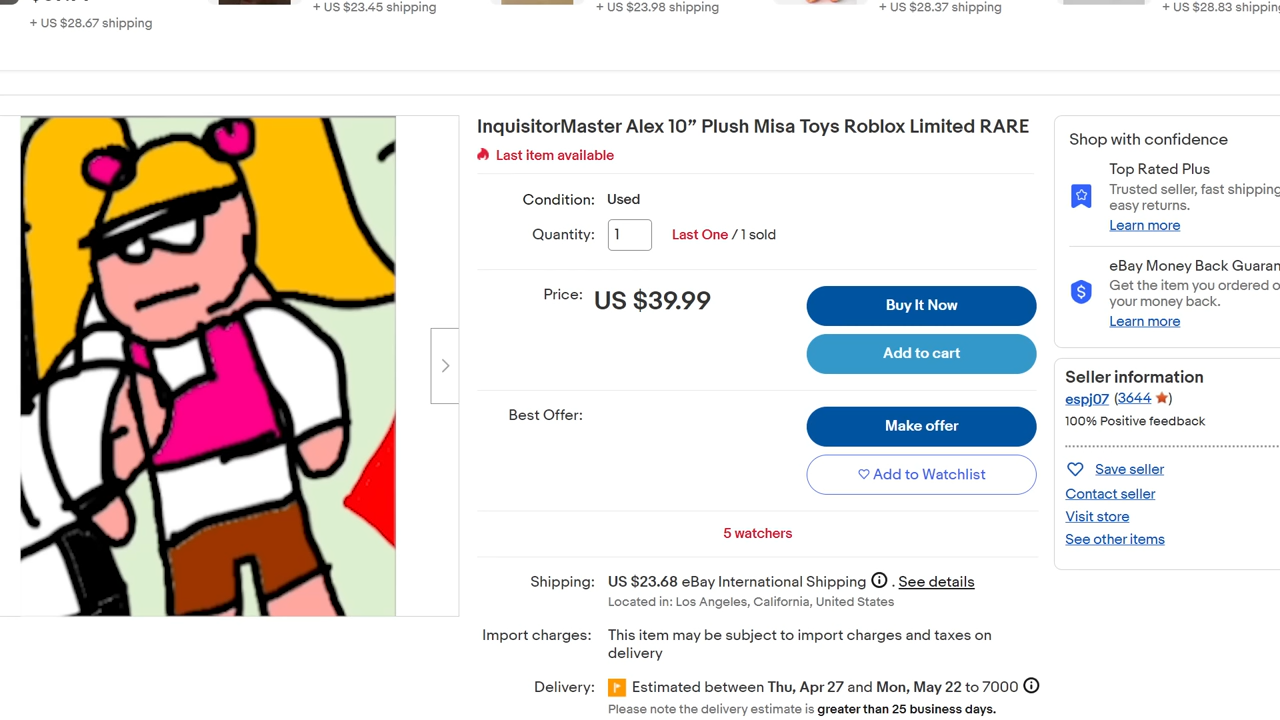 + US $28.67 shipping
+ US $23.45 shipping
+ US $23.98 shipping
+ US $28.37 shipping
+ US $28.83 shipping
InquisitorMaster Alex 10” Plush Misa Toys Roblox Limited RARE
Last item available
Condition: Used
Quantity: 1 Last One / 1 sold
Price: US $39.99
Buy It Now
Add to cart
Best Offer:
Make offer
Add to Watchlist
5 watchers
Shipping: US $23.68 eBay International Shipping . See details
Located in: Los Angeles, California, United States
Import charges: This item may be subject to import charges and taxes on
delivery
Delivery: Estimated between Thu, Apr 27 and Mon, May 22 to 7000
Please note the delivery estimate is greater than 25 business days.
Shop with confidence
Top Rated Plus
Trusted seller, fast shipping
easy returns.
Learn more
eBay Money Back Guaran
Get the item you ordered o
your money back.
Learn more
Seller information
espj07 (3644)
100% Positive feedback
Save seller
Contact seller
Visit store
See other items